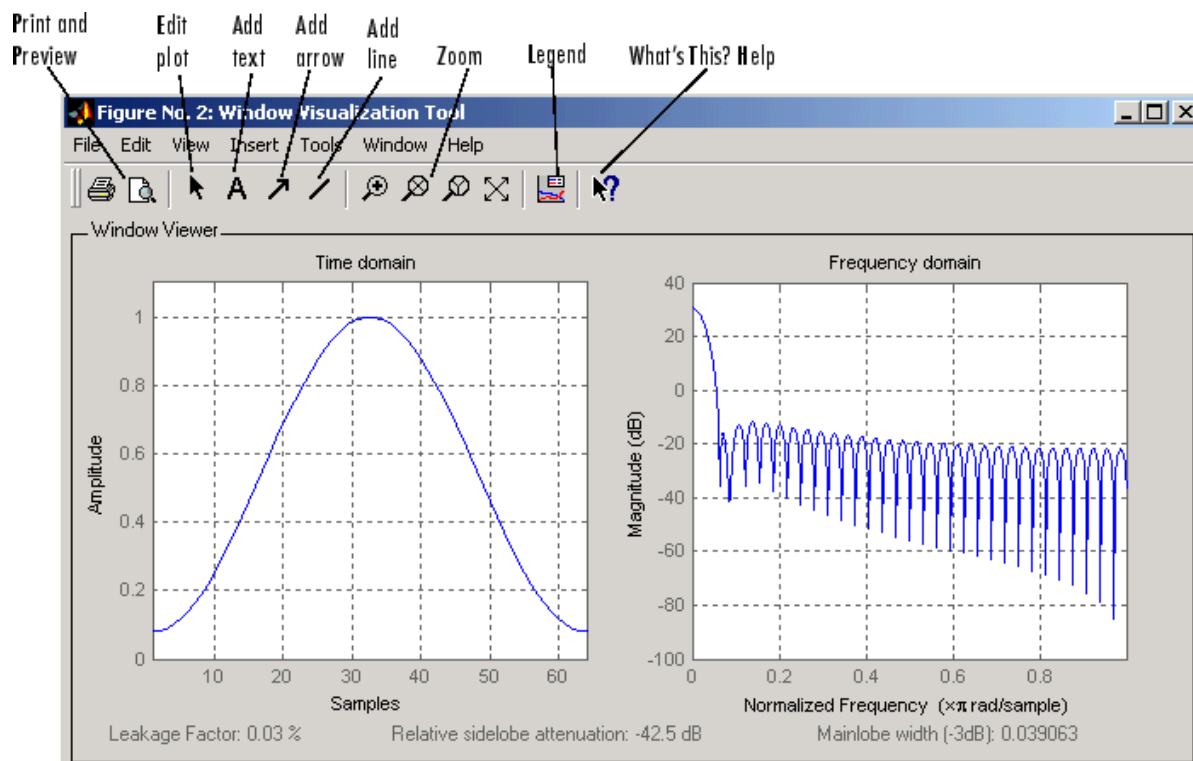 Print and Preview
Edit plot
Add text
Add arrow
Add line
Zoom
Legend
What's This? Help
Figure No. 2: Window Visualization Tool
File Edit View Insert Tools Window Help
A
?
Window Viewer
Time domain
Amplitude
1
0.8
0.6
0.4
0.2
0
10 20 30 40 50 60
Samples
Frequency domain
Magnitude (dB)
40
20
0
-20
-40
-60
-80
-100
0 0.2 0.4 0.6 0.8
Normalized Frequency (×π rad/sample)
Leakage Factor: 0.03 % Relative sidelobe attenuation: -42.5 dB Mainlobe width (-3dB): 0.039063